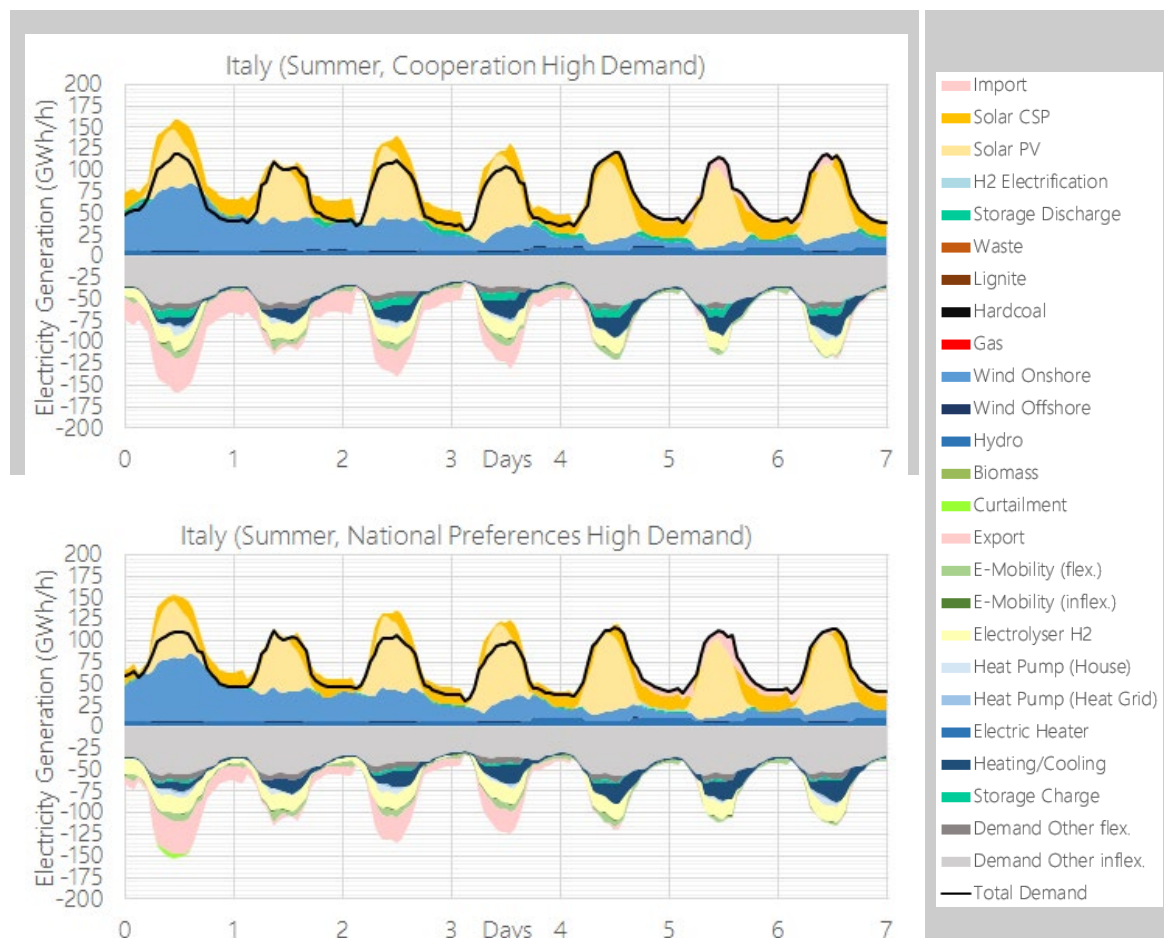 Italy (Summer, Cooperation High Demand)
Electricity Generation (GWh/h)
200
175
150
125
100
75
50
25
0
-25
-50
-75
-100
-125
-150
-175
-200
0 1 2 3 Days 4 5 6 7
Italy (Summer, National Preferences High Demand)
Electricity Generation (GWh/h)
200
175
150
125
100
75
50
25
0
-25
-50
-75
-100
-125
-150
-175
-200
0 1 2 3 Days 4 5 6 7
Import
Solar CSP
Solar PV
H2 Electrification
Storage Discharge
Waste
Lignite
Hardcoal
Gas
Wind Onshore
Wind Offshore
Hydro
Biomass
Curtailment
Export
E-Mobility (flex.)
E-Mobility (inflex.)
Electrolyser H2
Heat Pump (House)
Heat Pump (Heat Grid)
Electric Heater
Heating/Cooling
Storage Charge
Demand Other flex.
Demand Other inflex.
Total Demand